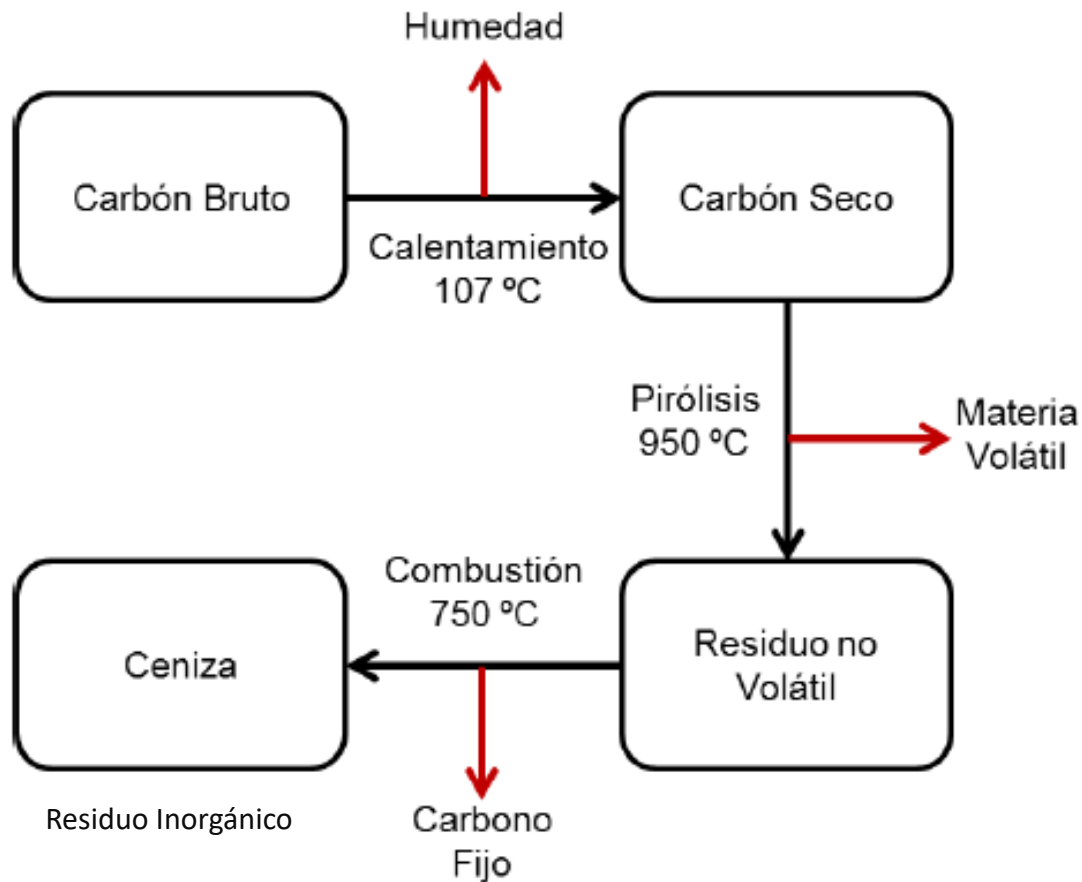 Humedad
Carbón Bruto
Calentamiento
107 ºC
Carbón Seco
Pirólisis
950 ºC
Materia
Volátil
Residuo no
Volátil
Combustión
750 ºC
Ceniza
Carbono
Fijo
Residuo Inorgánico